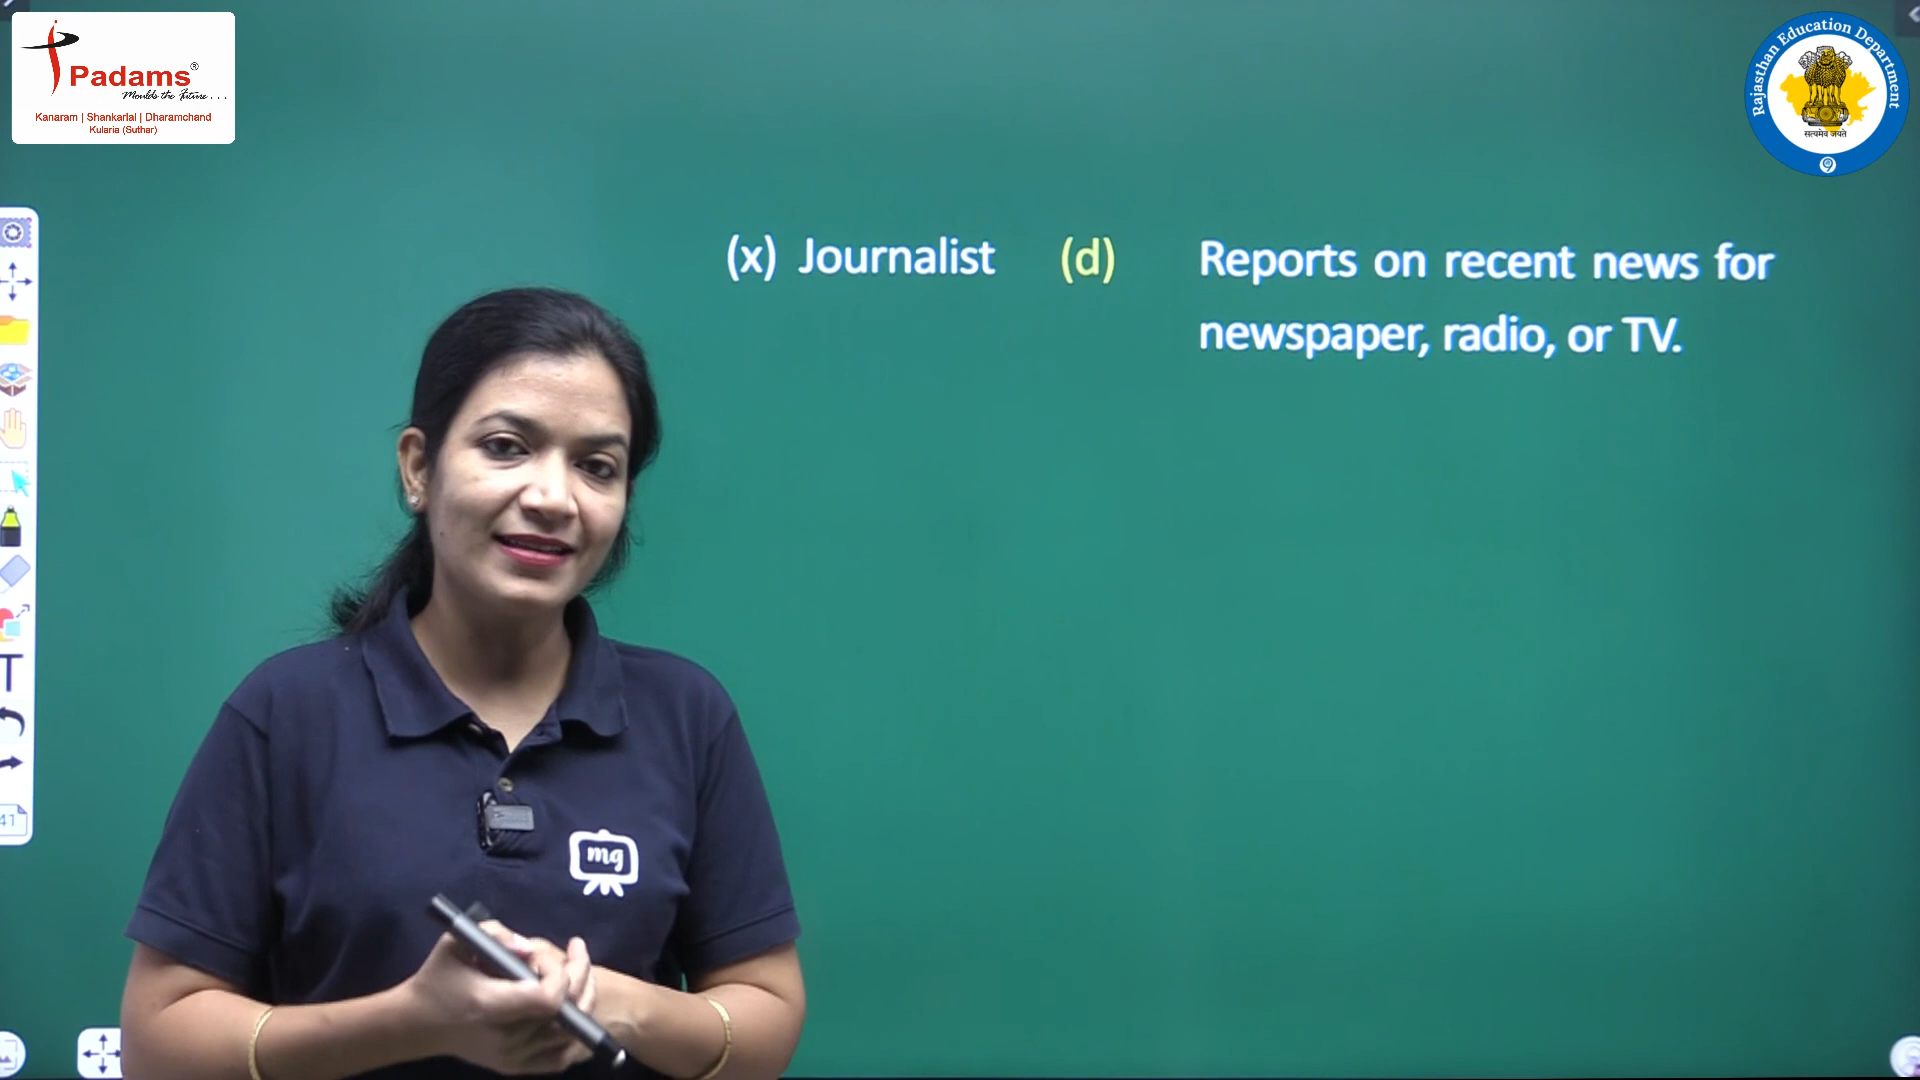 Padams®
Moulds the Future...
Kanaram | Shankarlal | Dharamchand
Kularia (Suthar)
Rajasthan Education Department
सत्यमेव जयते
(x) Journalist (d) Reports on recent news for
newspaper, radio, or TV.
T
41
mg